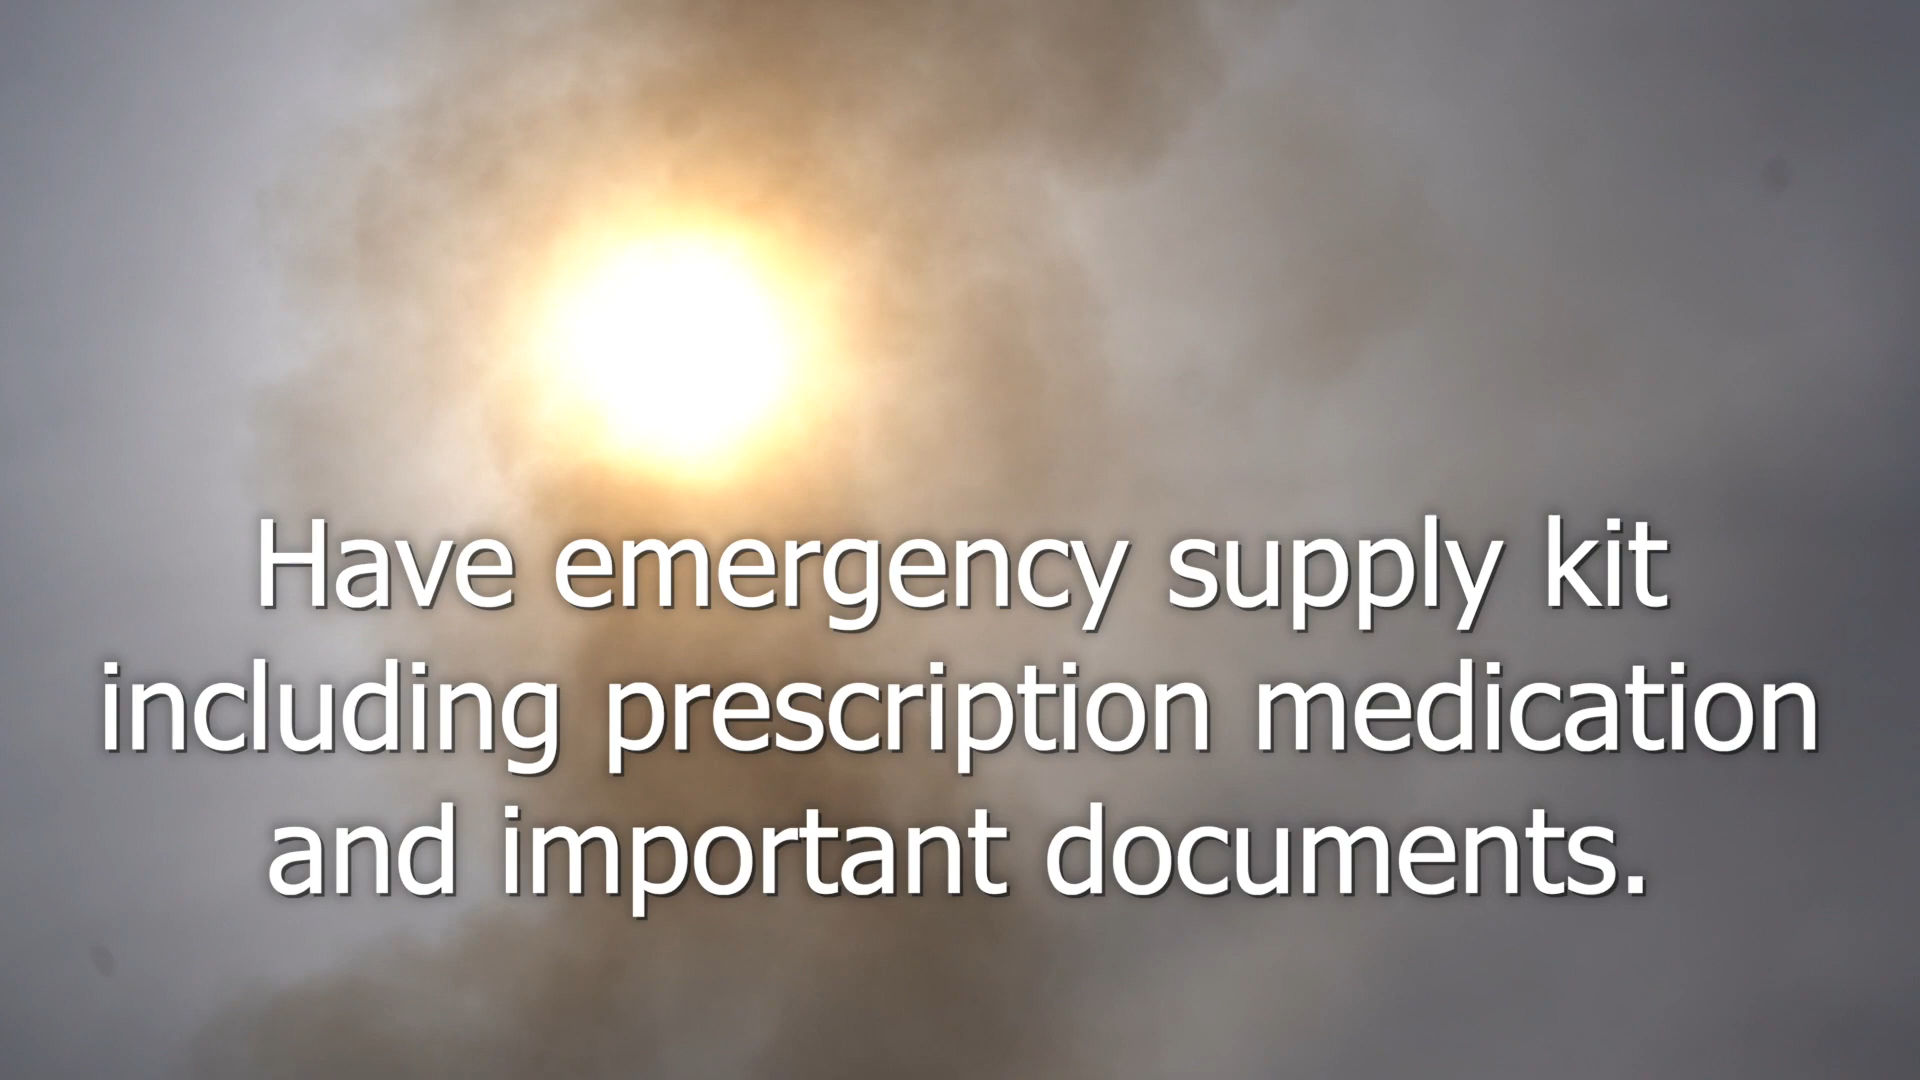 Have emergency supply kit
including prescription medication
and important documents.